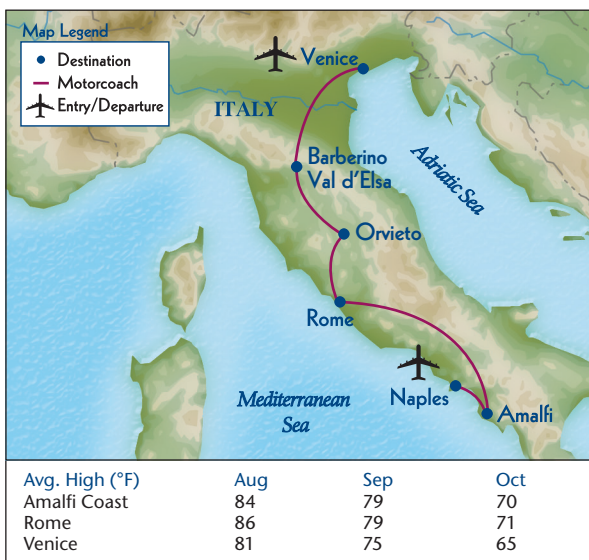 Map Legend
Destination
Motorcoach
Entry/Departure
Venice
ITALY
Adriatic Sea
Barberino
Val d'Elsa
Orvieto
Rome
Mediterranean
Sea
Naples
Amalfi
Avg. High (°F) Aug Sep Oct
Amalfi Coast 84 79 70
Rome 86 79 71
Venice 81 75 65